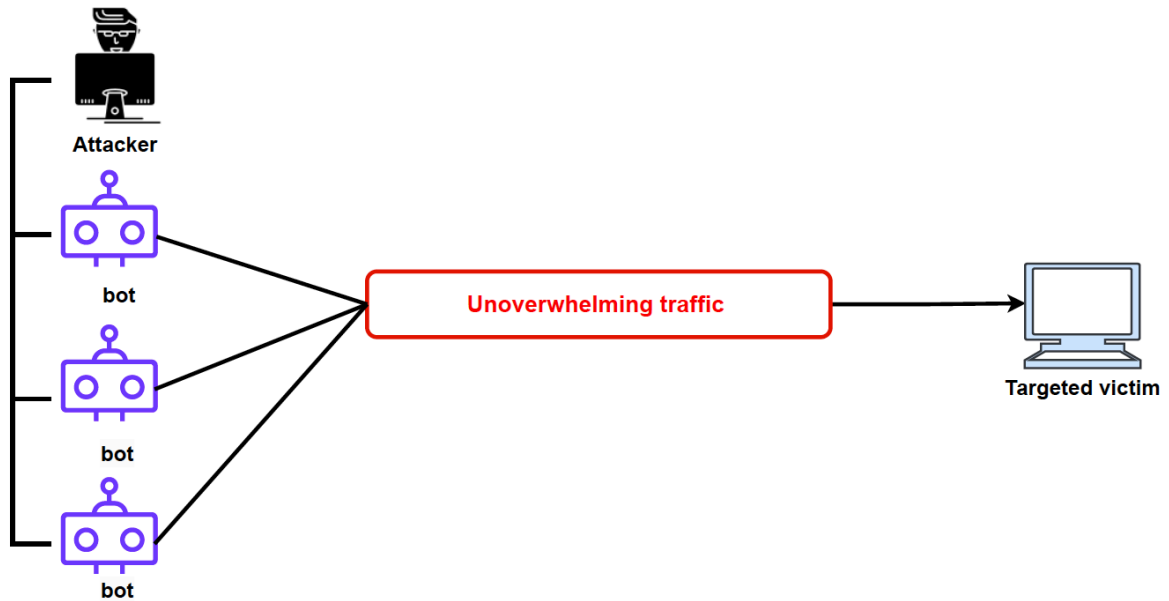 Attacker
bot
bot
bot
Unoverwhelming traffic
Targeted victim